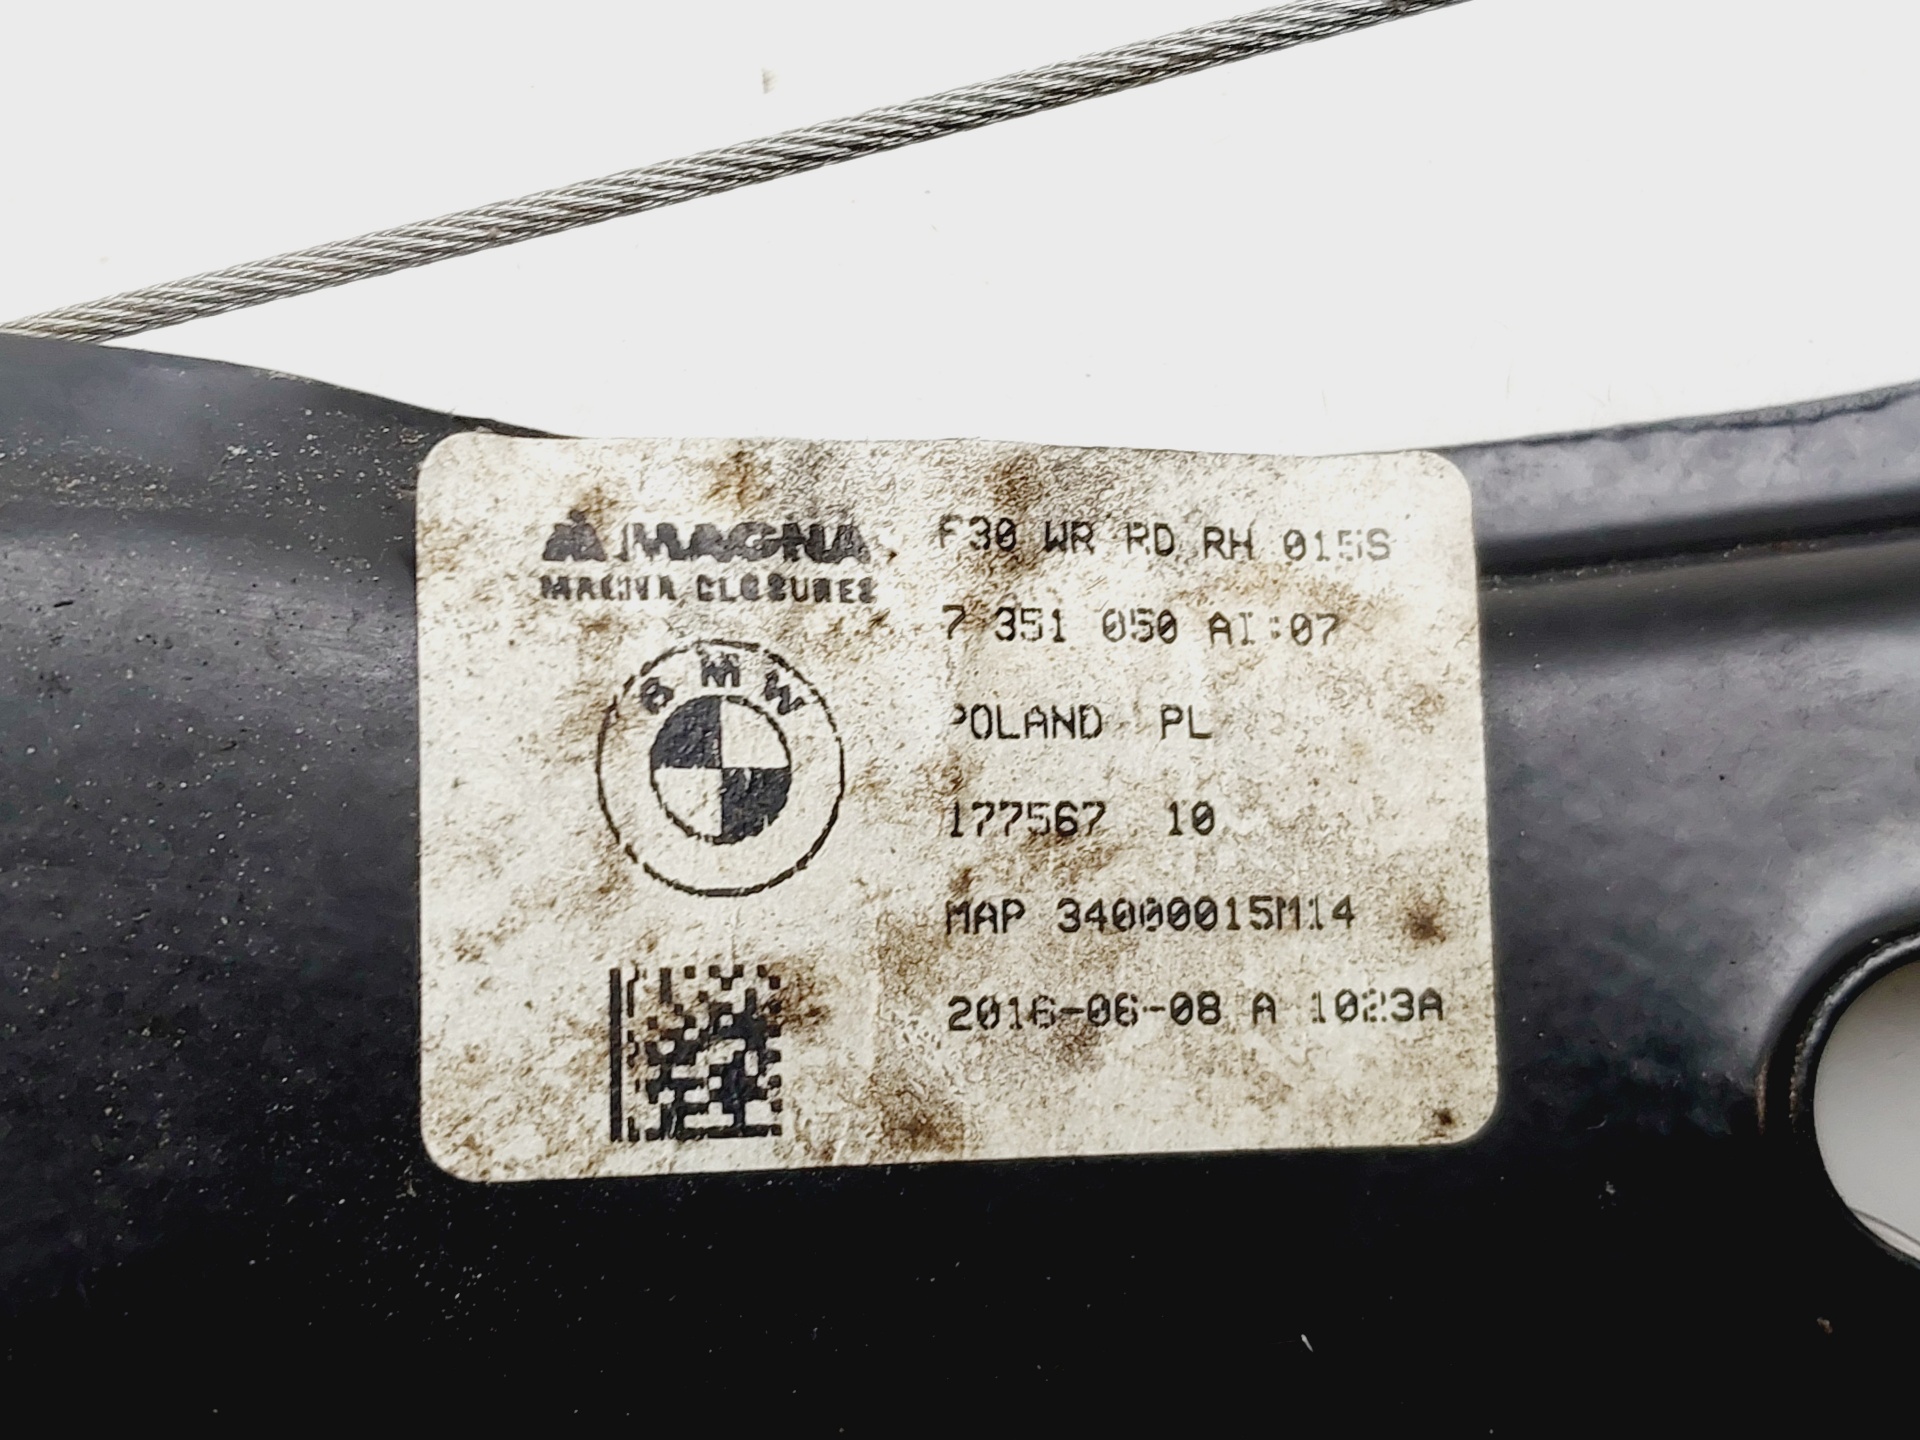 MAGNA
MAGNA CLOSURES
BMW
F30 WR RD RH 015S
7 351 050 AI:07
POLAND PL
177567 10
MAP 34000015M14
2016-06-08 A 1023A